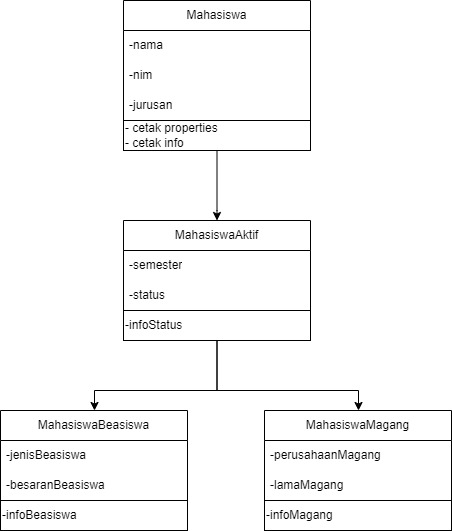 Mahasiswa
-nama
-nim
-jurusan
- cetak properties
- cetak info
MahasiswaAktif
-semester
-status
-infoStatus
MahasiswaBeasiswa
-jenisBeasiswa
-besaranBeasiswa
-infoBeasiswa
MahasiswaMagang
-perusahaanMagang
-lamaMagang
-infoMagang